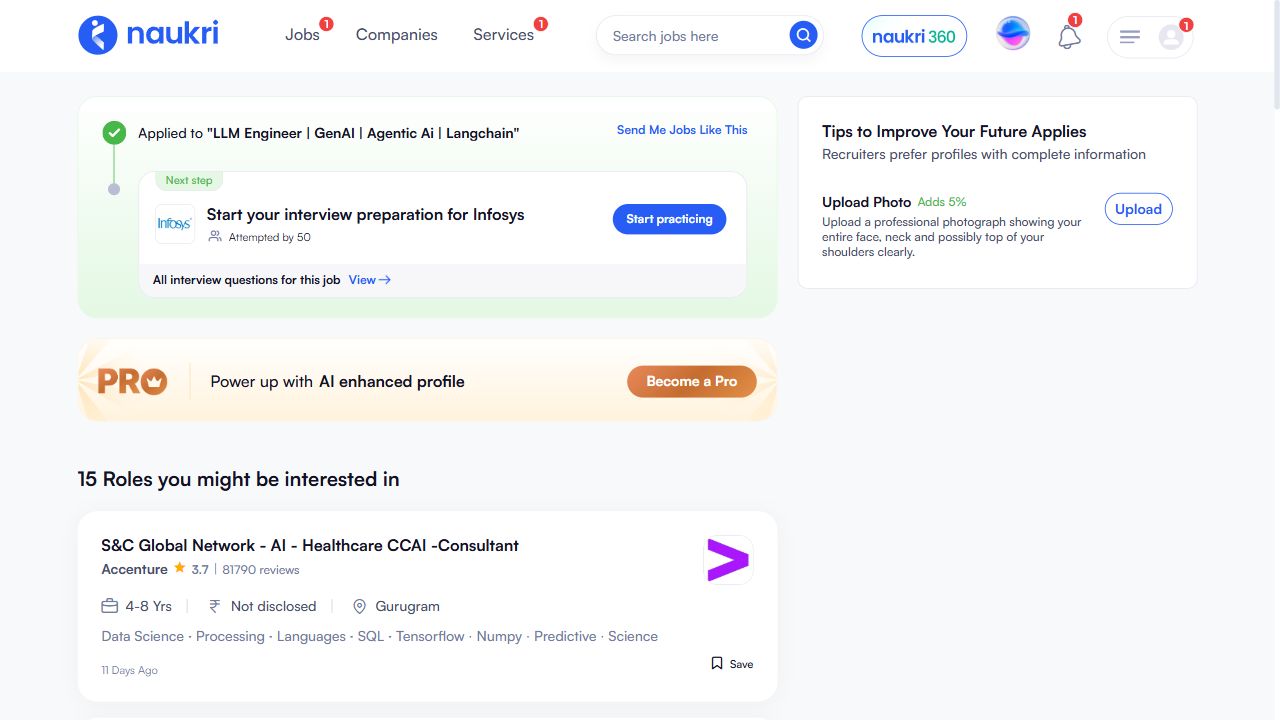 naukri
Jobs 1
Companies
Services 1
Search jobs here
naukri 360
1
1
Applied to "LLM Engineer | GenAI | Agentic Ai | Langchain"
Send Me Jobs Like This
Next step
Infosys
Start your interview preparation for Infosys
Attempted by 50
Start practicing
All interview questions for this job View
Tips to Improve Your Future Applies
Recruiters prefer profiles with complete information
Upload Photo Adds 5%
Upload a professional photograph showing your
entire face, neck and possibly top of your
shoulders clearly.
Upload
PRO
Power up with AI enhanced profile
Become a Pro
15 Roles you might be interested in
S&C Global Network - AI - Healthcare CCAI -Consultant
Accenture 3.7 | 81790 reviews
4-8 Yrs | ₹ Not disclosed | Gurugram
Data Science · Processing · Languages · SQL · Tensorflow · Numpy · Predictive · Science
11 Days Ago
Save